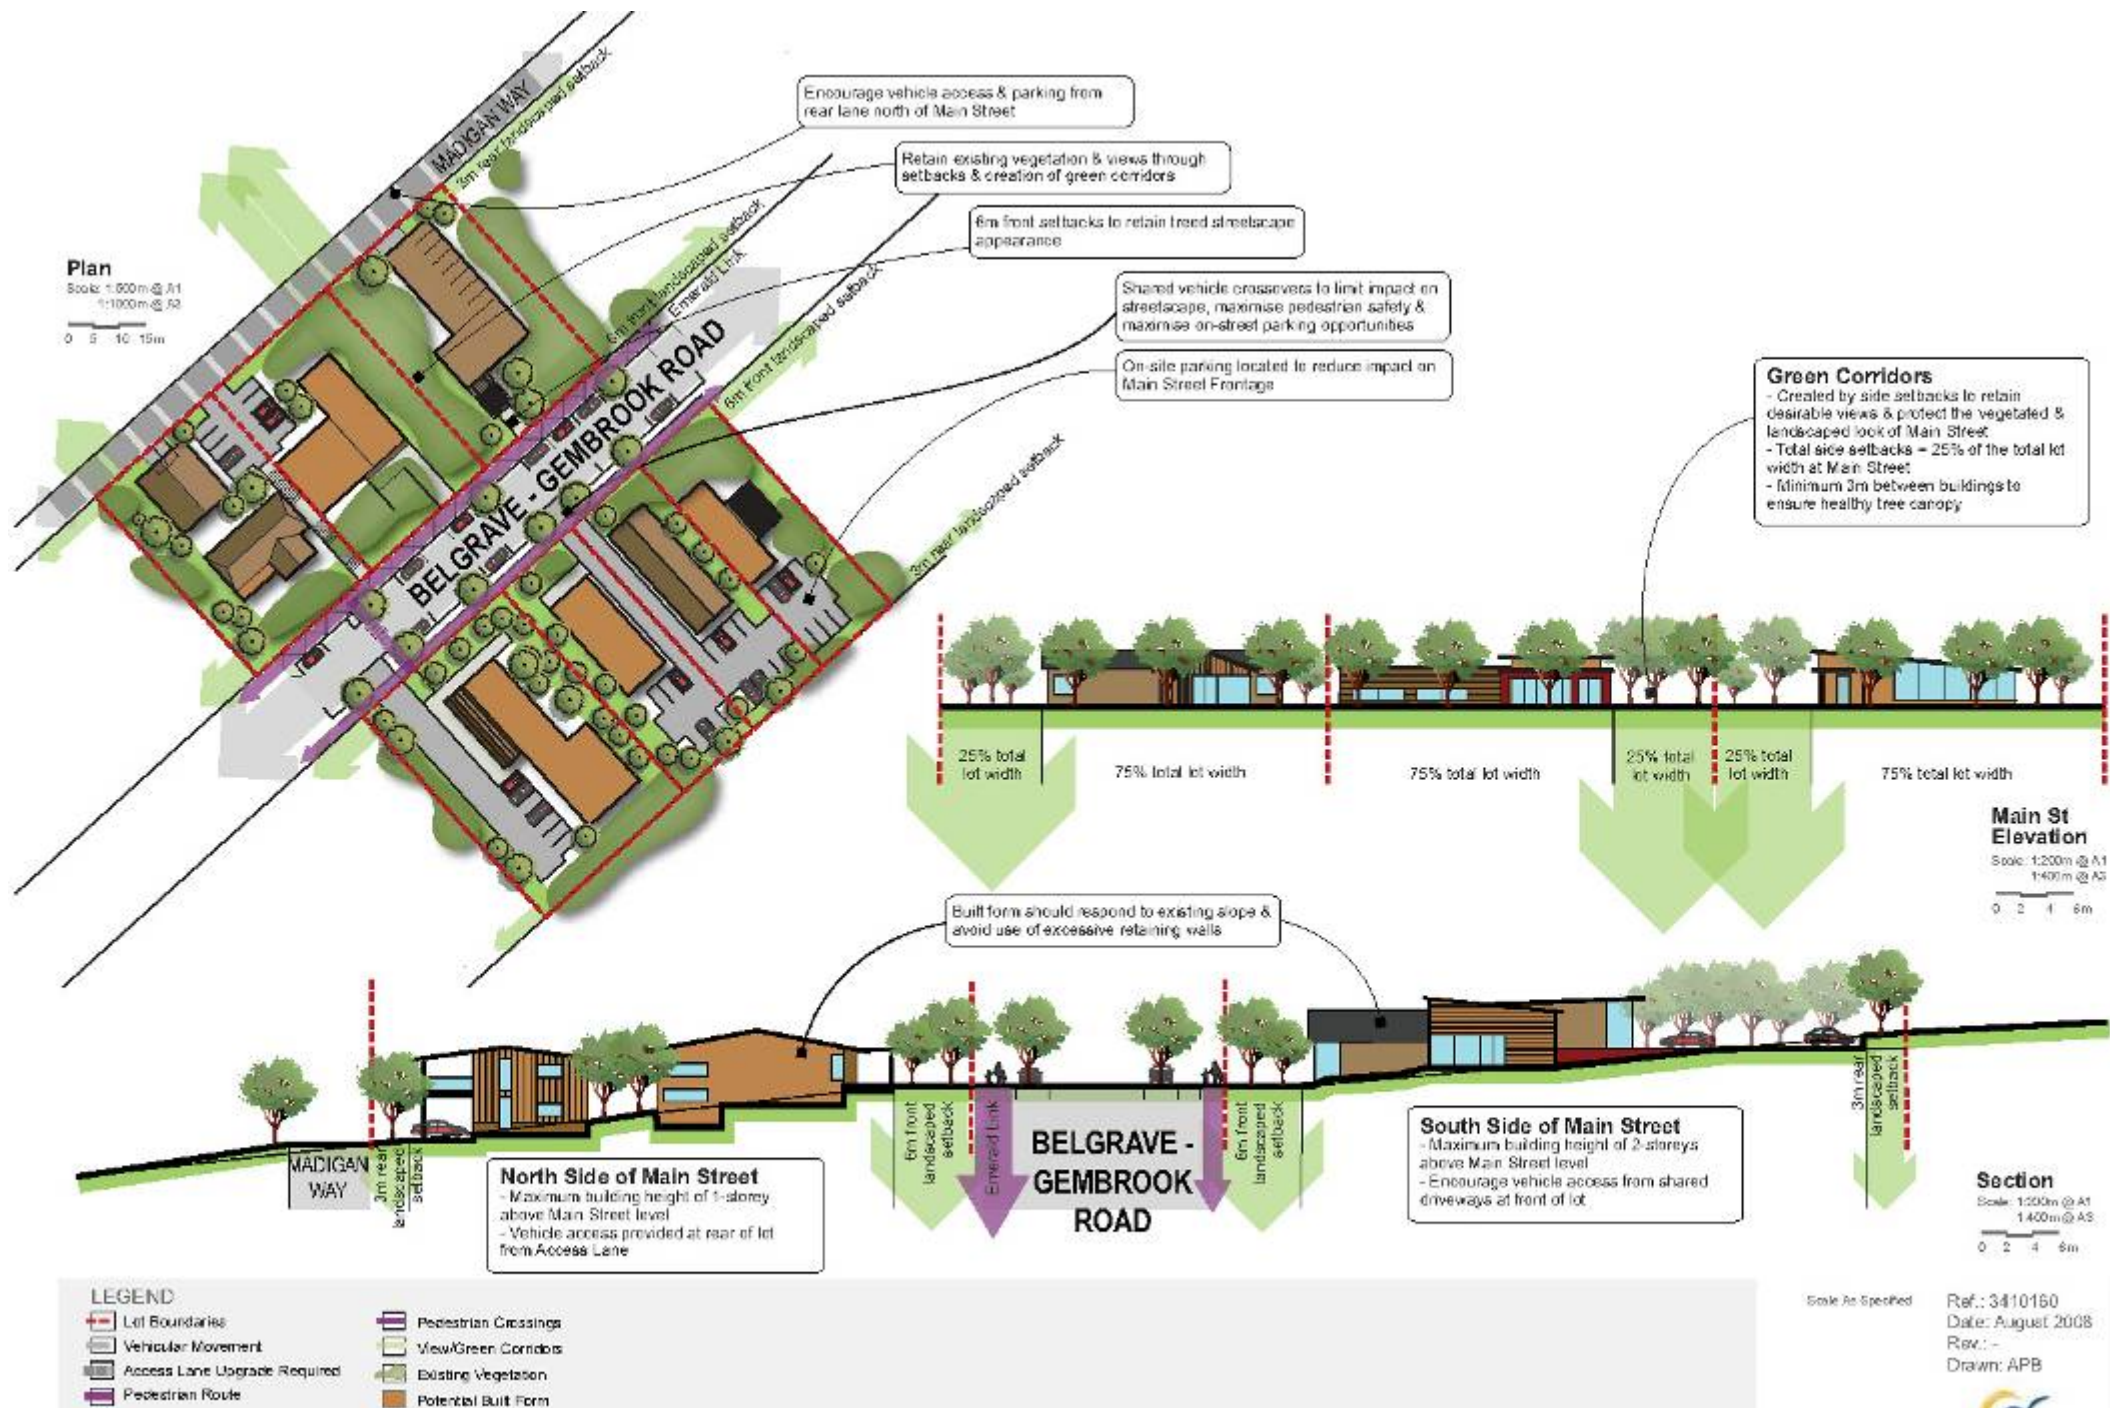 MADIGAN WAY
3m rear landscaped setback
Encourage vehicle access & parking from
rear lane north of Main Street
Retain existing vegetation & views through
setbacks & creation of green corridors
6m front setbacks to retain treed streetscape
appearance
Shared vehicle crossovers to limit impact on
streetscape, maximise pedestrian safety &
maximise on-street parking opportunities
On-site parking located to reduce impact on
Main Street Frontage
Plan
Scale: 1:500m @ A1
1:1000m @ A3
0 5 10 15m
6m front landscaped setback
Emerald Link
BELGRAVE - GEMBROOK ROAD
6m front landscaped setback
3m rear landscaped setback
Green Corridors
- Created by side setbacks to retain
desirable views & protect the vegetated &
landscaped look of Main Street
- Total side setbacks = 25% of the total lot
width at Main Street
- Minimum 3m between buildings to
ensure healthy tree canopy
25% total
lot width
75% total lot width
75% total lot width
25% total
lot width
25% total
lot width
75% total lot width
Main St
Elevation
Scale: 1:200m @ A1
1:400m @ A3
0 2 4 6m
Built form should respond to existing slope &
avoid use of excessive retaining walls
MADIGAN
WAY
3m rear
landscaped
setback
North Side of Main Street
- Maximum building height of 1-storey
above Main Street level
- Vehicle access provided at rear of lot
from Access Lane
6m front
landscaped
setback
Emerald Link
BELGRAVE -
GEMBROOK
ROAD
6m front
landscaped
setback
South Side of Main Street
- Maximum building height of 2-storeys
above Main Street level
- Encourage vehicle access from shared
driveways at front of lot
3m rear
landscaped
setback
Section
Scale: 1:200m @ A1
1:400m @ A3
0 2 4 6m
LEGEND
Lot Boundaries
Vehicular Movement
Access Lane Upgrade Required
Pedestrian Route
Pedestrian Crossings
View/Green Corridors
Existing Vegetation
Potential Built Form
Scale As Specified
Ref.: 3410160
Date: August 2008
Rev.: -
Drawn: APB